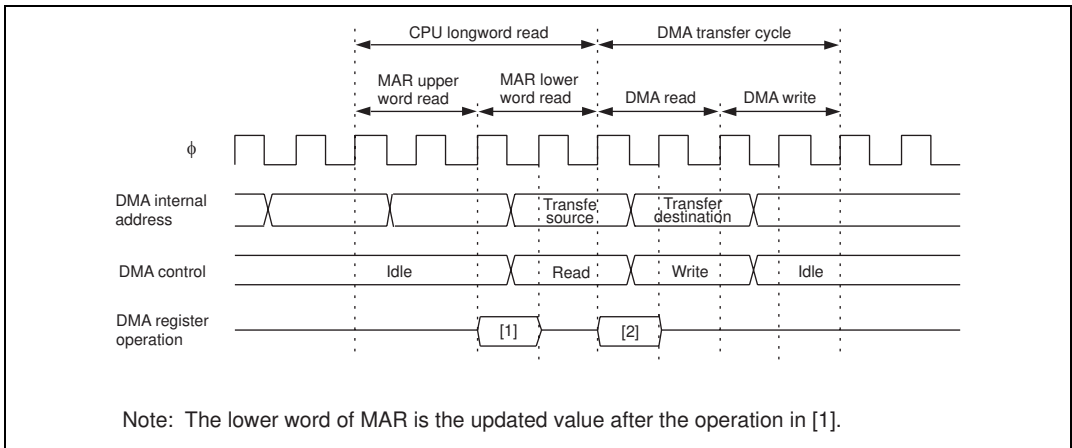 CPU longword read DMA transfer cycle
MAR upper
word read
MAR lower
word read
DMA read DMA write
φ
DMA internal
address
Transfe
source
Transfer
destination
DMA control Idle Read Write Idle
DMA register
operation
[1] [2]
Note: The lower word of MAR is the updated value after the operation in [1].